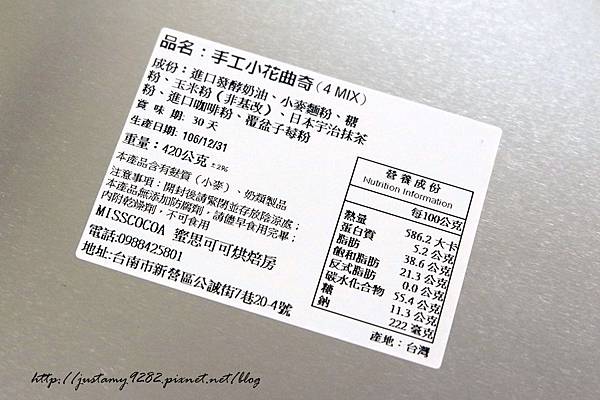 品名：手工小花曲奇(4 MIX)
成份：進口發酵奶油、小麥麵粉、糖
粉、玉米粉(非基改)、日本宇治抹茶
粉、進口咖啡粉、覆盆子莓粉
賞 味 期: 30 天
生產日期: 106/12/31
重量：420公克 ±2%
本產品含有麩質(小麥)、奶類製品
注意事項：開封後請緊閉並存放陰涼處；
本產品無添加防腐劑，請儘早食用完畢；
內附乾燥劑，不可食用
MISSCOCOA 蜜思可可烘焙房
電話:0988425801
地址:台南市新營區公誠街7巷20-4號
營養成份
Nutrition Information
每100公克
熱量 586.2 大卡
蛋白質 5.2 公克
脂肪 38.6 公克
飽和脂肪 21.3 公克
反式脂肪 0.0 公克
碳水化合物 55.4 公克
糖 11.3 公克
鈉 222 毫克
產地：台灣
http://justamy9282.pixnet.net/blog